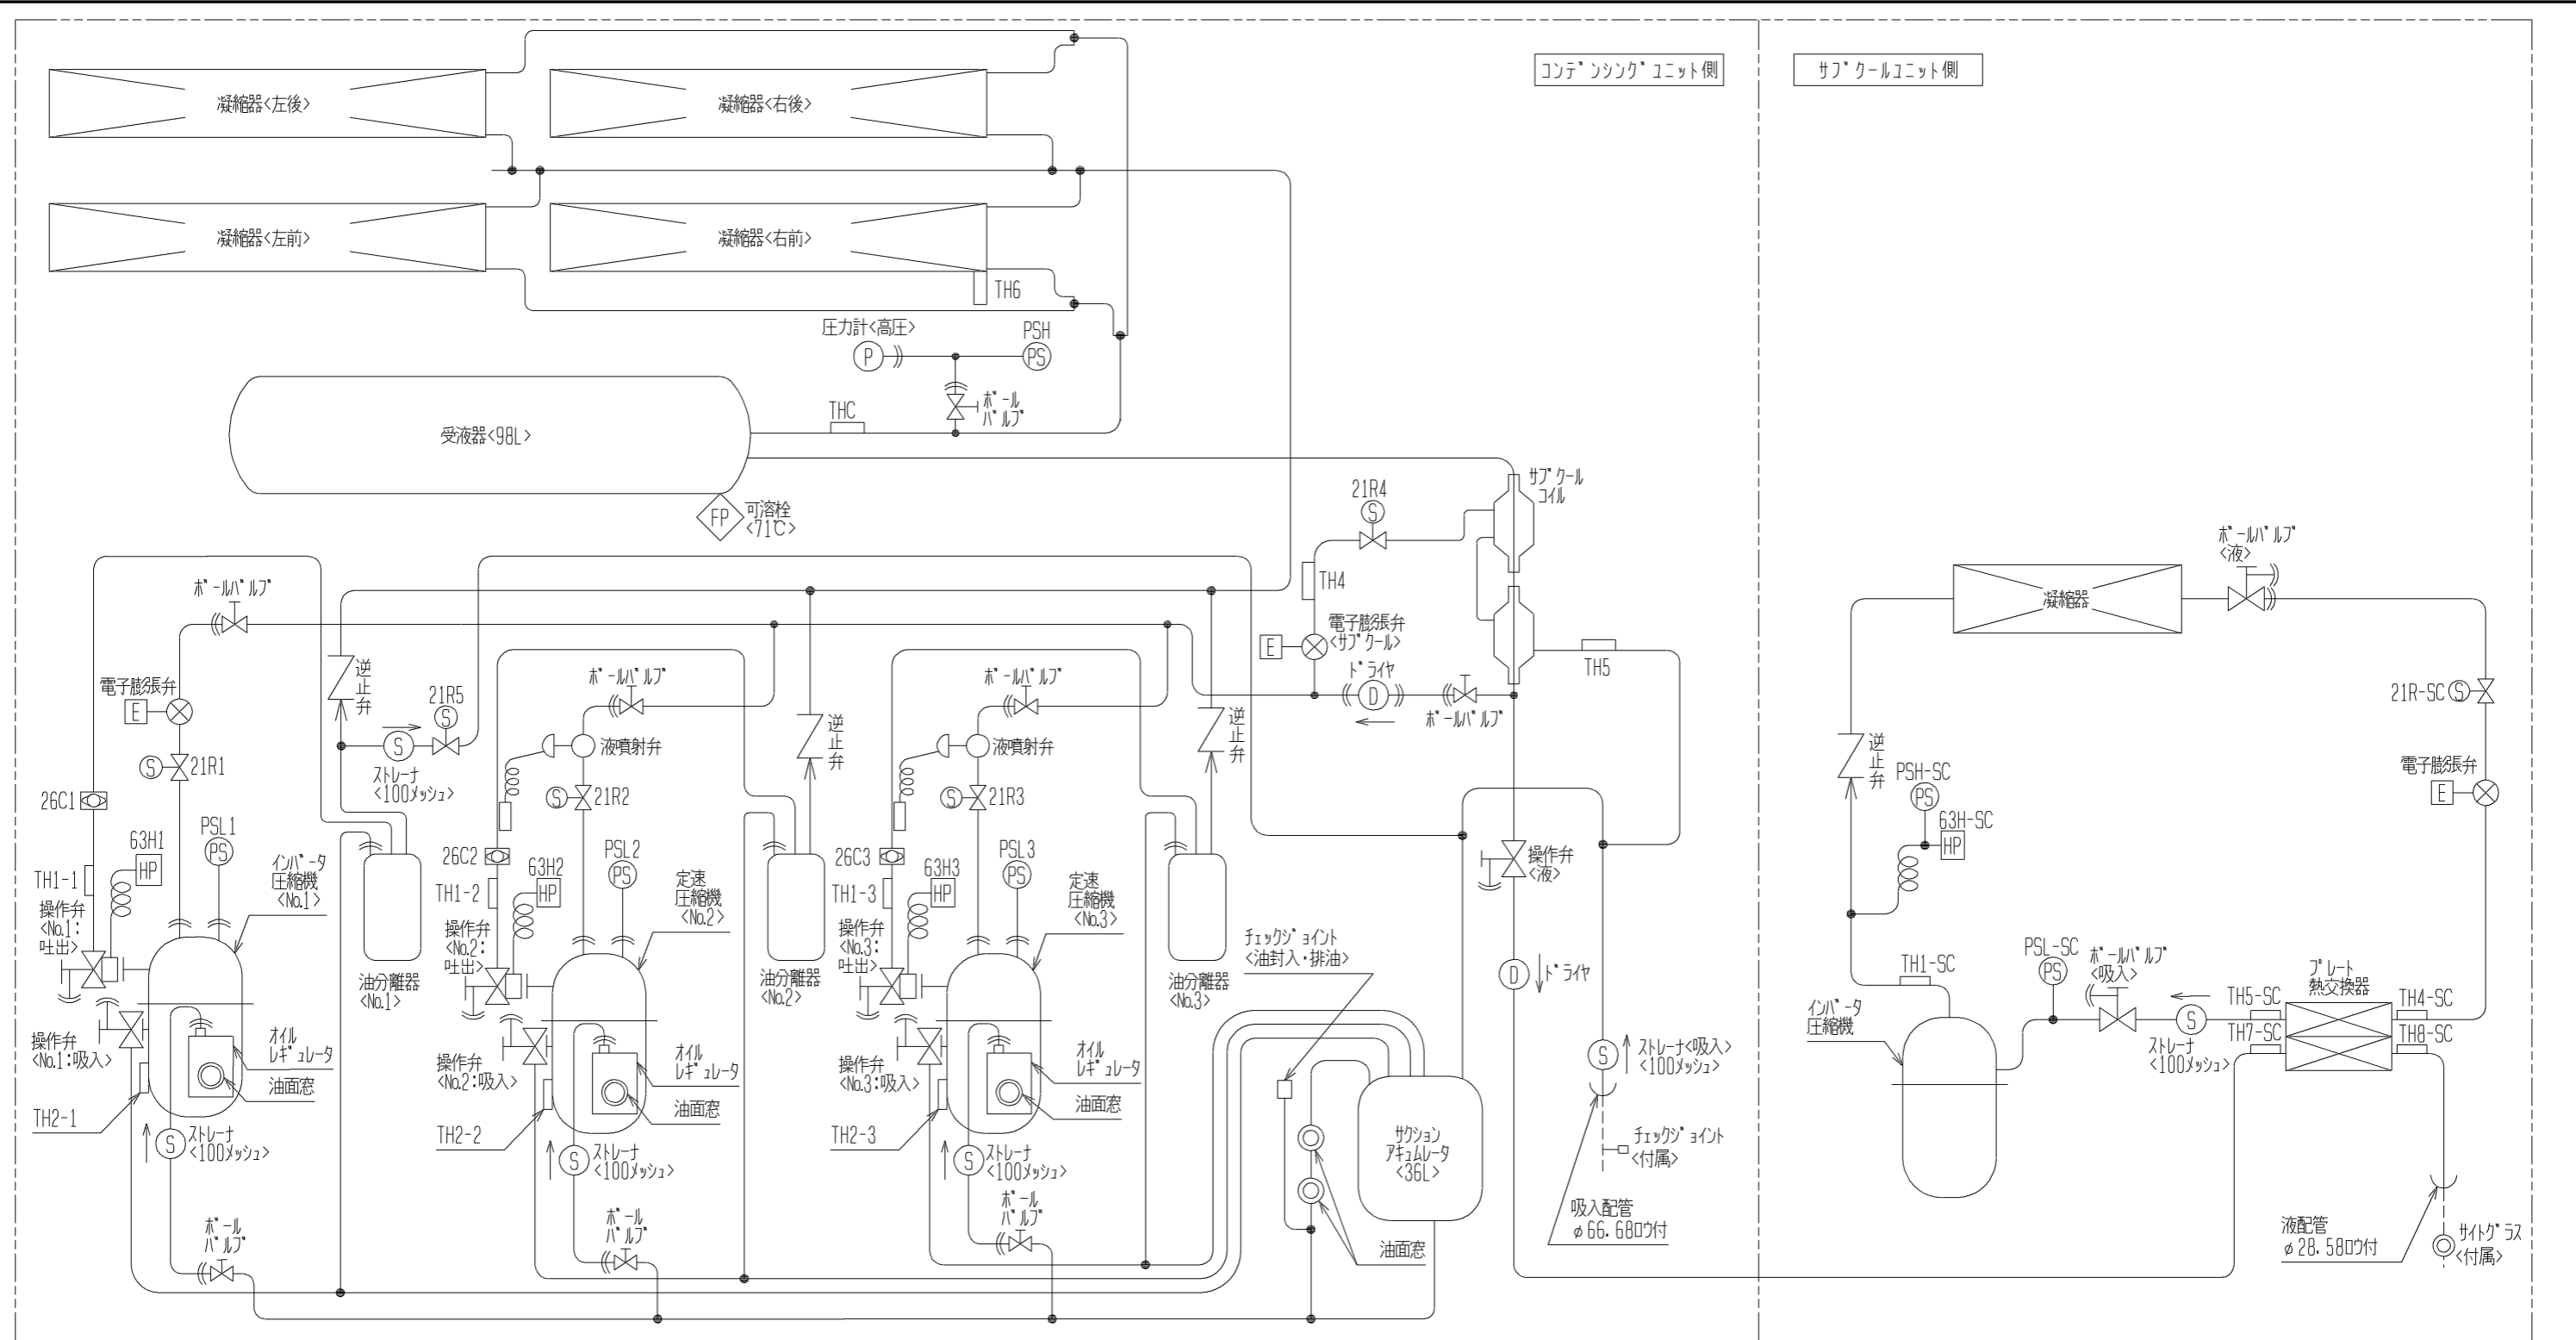 コンデンシングユニット側
サブクールユニット側
凝縮器<左後>
凝縮器<右後>
凝縮器<左前>
凝縮器<右前>
TH6
圧力計<高圧>
P
PSH
PS
ボール
バルブ
THC
受液器<98L>
FP
可溶栓
<71℃>
サブクール
コイル
21R4
S
TH4
電子膨張弁
<サブクール>
E
ドライヤ
D
ボールバルブ
TH5
ボールバルブ
電子膨張弁
E
逆
止
弁
21R5
S
S
ストレーナ
<100メッシュ>
S
21R1
26C1
63H1
HP
PSL1
PS
インバータ
圧縮機
<No.1>
TH1-1
操作弁
<No.1:
吐出>
油分離器
<No.1>
操作弁
<No.1:吸入>
オイル
レギュレータ
油面窓
TH2-1
S
ストレーナ
<100メッシュ>
ボール
バルブ
ボールバルブ
液噴射弁
S
21R2
逆
止
弁
26C2
63H2
HP
PSL2
PS
定速
圧縮機
<No.2>
TH1-2
操作弁
<No.2:
吐出>
油分離器
<No.2>
操作弁
<No.2:吸入>
オイル
レギュレータ
油面窓
TH2-2
S
ストレーナ
<100メッシュ>
ボール
バルブ
ボールバルブ
液噴射弁
S
21R3
逆
止
弁
26C3
63H3
HP
PSL3
PS
定速
圧縮機
<No.3>
TH1-3
操作弁
<No.3:
吐出>
油分離器
<No.3>
操作弁
<No.3:吸入>
オイル
レギュレータ
油面窓
TH2-3
S
ストレーナ
<100メッシュ>
ボール
バルブ
チェックジョイント
<油封入・排油>
サクション
アキュムレータ
<36L>
油面窓
操作弁
<液>
D
ドライヤ
S
ストレーナ<吸入>
<100メッシュ>
チェックジョイント
<付属>
吸入配管
φ66.68ロウ付
凝縮器
ボールバルブ
<液>
21R-SC
S
電子膨張弁
E
逆
止
弁
PSH-SC
PS
63H-SC
HP
TH1-SC
インバータ
圧縮機
PSL-SC
PS
ボールバルブ
<吸入>
S
ストレーナ
<100メッシュ>
プレート
熱交換器
TH5-SC
TH7-SC
TH4-SC
TH8-SC
液配管
φ28.58ロウ付
サイトグラス
<付属>